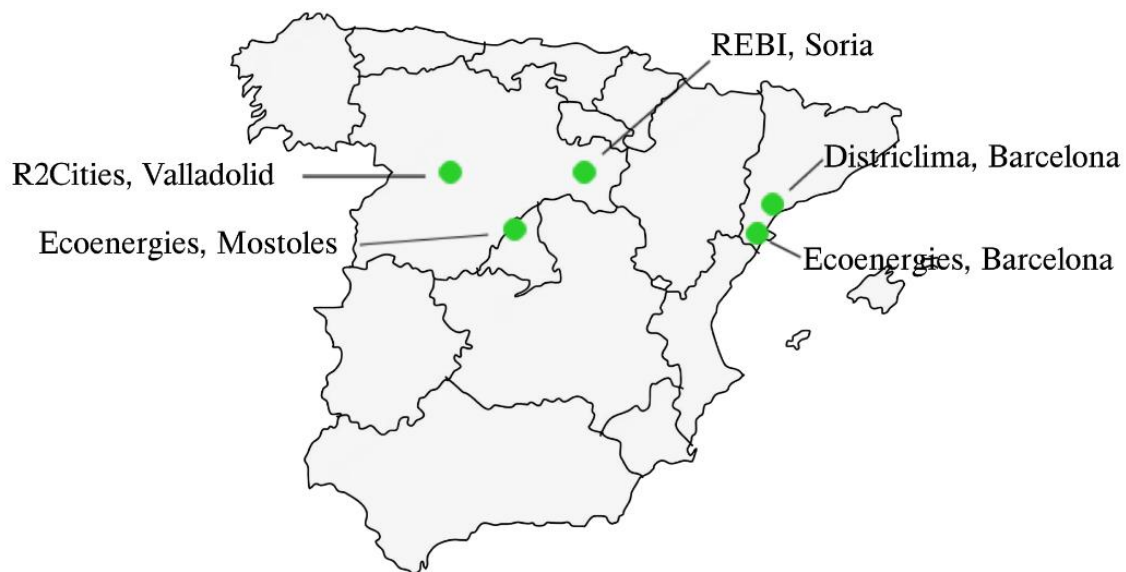 REBI, Soria
Districlima, Barcelona
R2Cities, Valladolid
Ecoenergies, Mostoles
Ecoenergies, Barcelona